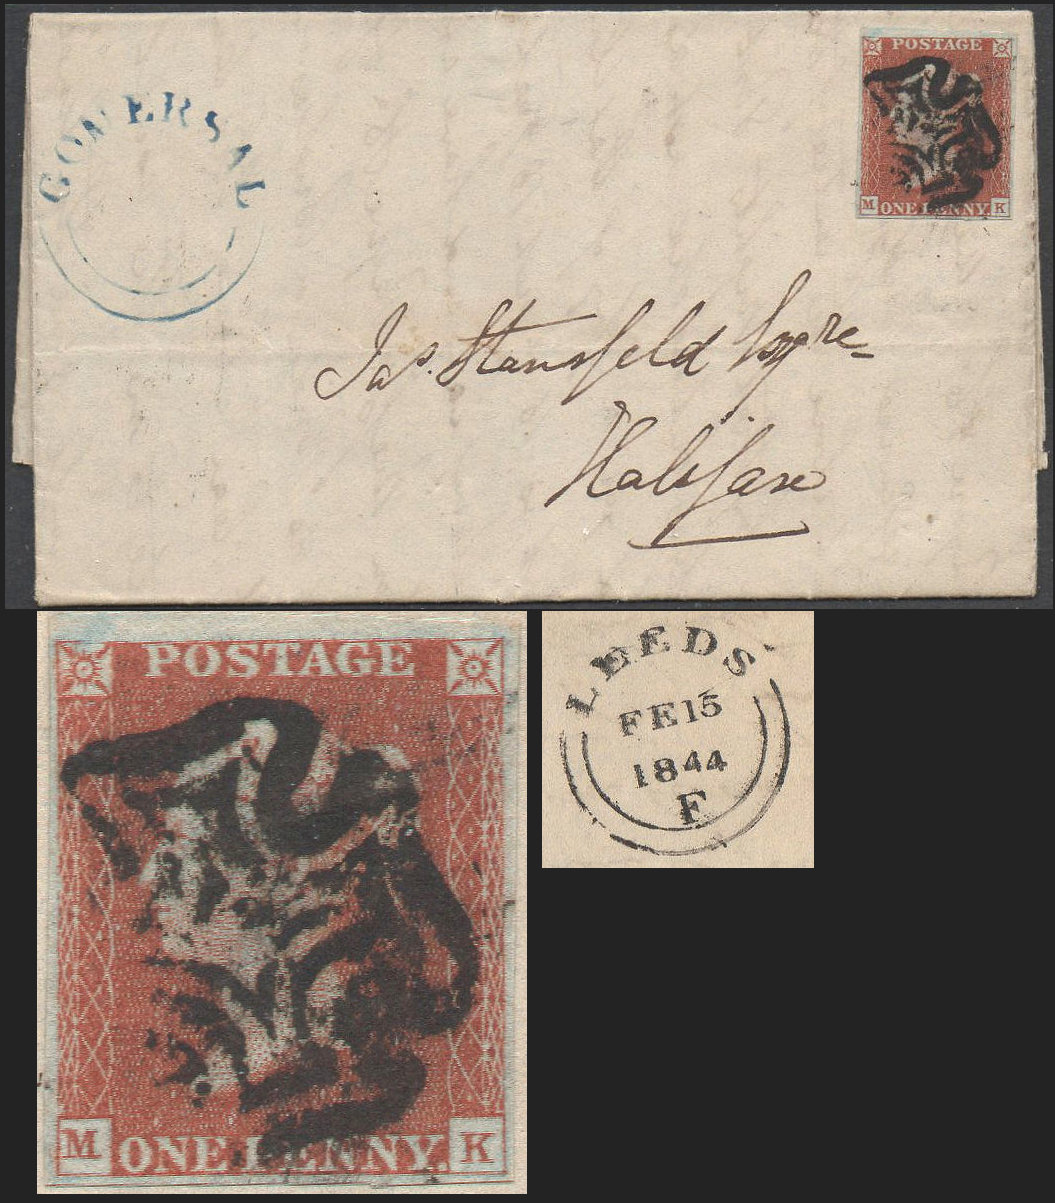 GOMERSAL
POSTAGE
M ONE PENNY. K
Jas. Stansfeld Esqre
Halifax
POSTAGE
M ONE PENNY. K
LEEDS
FE 15
1844
F